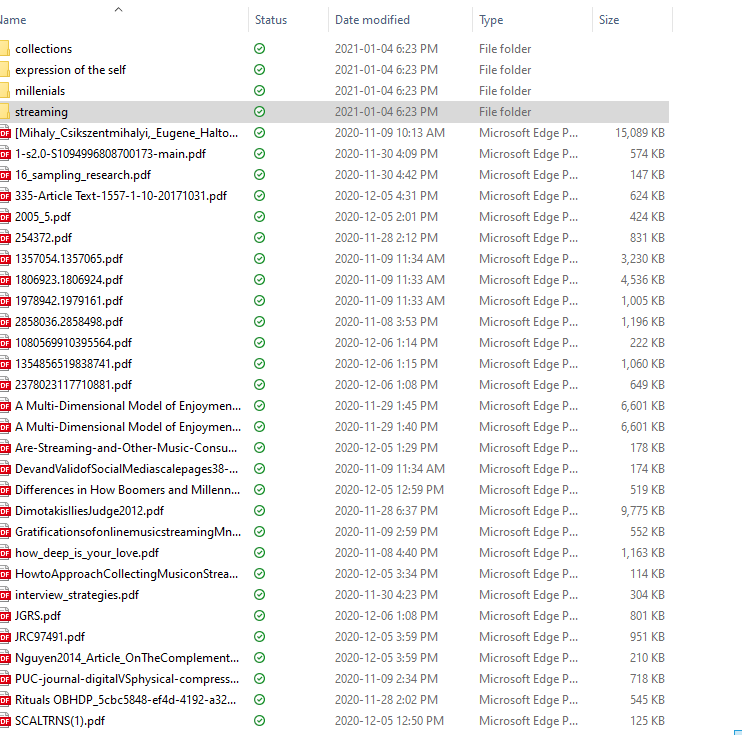 Name Status Date modified Type Size
collections 2021-01-04 6:23 PM File folder
expression of the self 2021-01-04 6:23 PM File folder
millenials 2021-01-04 6:23 PM File folder
streaming 2021-01-04 6:23 PM File folder
[Mihaly_Csikszentmihalyi,_Eugene_Halto... 2020-11-09 10:13 AM Microsoft Edge P... 15,089 KB
1-s2.0-S1094996808700173-main.pdf 2020-11-30 4:09 PM Microsoft Edge P... 574 KB
16_sampling_research.pdf 2020-11-30 4:42 PM Microsoft Edge P... 147 KB
335-Article Text-1557-1-10-20171031.pdf 2020-12-05 4:31 PM Microsoft Edge P... 624 KB
2005_5.pdf 2020-12-05 2:01 PM Microsoft Edge P... 424 KB
254372.pdf 2020-11-28 2:12 PM Microsoft Edge P... 831 KB
1357054.1357065.pdf 2020-11-09 11:34 AM Microsoft Edge P... 3,230 KB
1806923.1806924.pdf 2020-11-09 11:33 AM Microsoft Edge P... 4,536 KB
1978942.1979161.pdf 2020-11-09 11:33 AM Microsoft Edge P... 1,005 KB
2858036.2858498.pdf 2020-11-08 3:53 PM Microsoft Edge P... 1,196 KB
1080569910395564.pdf 2020-12-06 1:14 PM Microsoft Edge P... 222 KB
1354856519838741.pdf 2020-12-06 1:15 PM Microsoft Edge P... 1,060 KB
2378023117710881.pdf 2020-12-06 1:08 PM Microsoft Edge P... 649 KB
A Multi-Dimensional Model of Enjoymen... 2020-11-29 1:45 PM Microsoft Edge P... 6,601 KB
A Multi-Dimensional Model of Enjoymen... 2020-11-29 1:40 PM Microsoft Edge P... 6,601 KB
Are-Streaming-and-Other-Music-Consu... 2020-12-05 1:29 PM Microsoft Edge P... 178 KB
DevandValidofSocialMediascalepages38-... 2020-11-09 11:34 AM Microsoft Edge P... 174 KB
Differences in How Boomers and Millenn... 2020-12-05 12:59 PM Microsoft Edge P... 519 KB
DimotakisIliesJudge2012.pdf 2020-11-28 6:37 PM Microsoft Edge P... 9,775 KB
GratificationsofonlinemusicstreamingMn... 2020-11-09 2:59 PM Microsoft Edge P... 552 KB
how_deep_is_your_love.pdf 2020-11-08 4:40 PM Microsoft Edge P... 1,163 KB
HowtoApproachCollectingMusiconStrea... 2020-12-05 3:34 PM Microsoft Edge P... 114 KB
interview_strategies.pdf 2020-11-30 4:23 PM Microsoft Edge P... 304 KB
JGRS.pdf 2020-12-06 1:08 PM Microsoft Edge P... 801 KB
JRC97491.pdf 2020-12-05 3:59 PM Microsoft Edge P... 951 KB
Nguyen2014_Article_OnTheComplement... 2020-12-05 3:59 PM Microsoft Edge P... 210 KB
PUC-journal-digitalVSphysical-compress... 2020-11-09 2:34 PM Microsoft Edge P... 718 KB
Rituals OBHDP_5cbc5848-ef4d-4192-a32... 2020-11-28 2:02 PM Microsoft Edge P... 545 KB
SCALTRNS(1).pdf 2020-12-05 12:50 PM Microsoft Edge P... 125 KB